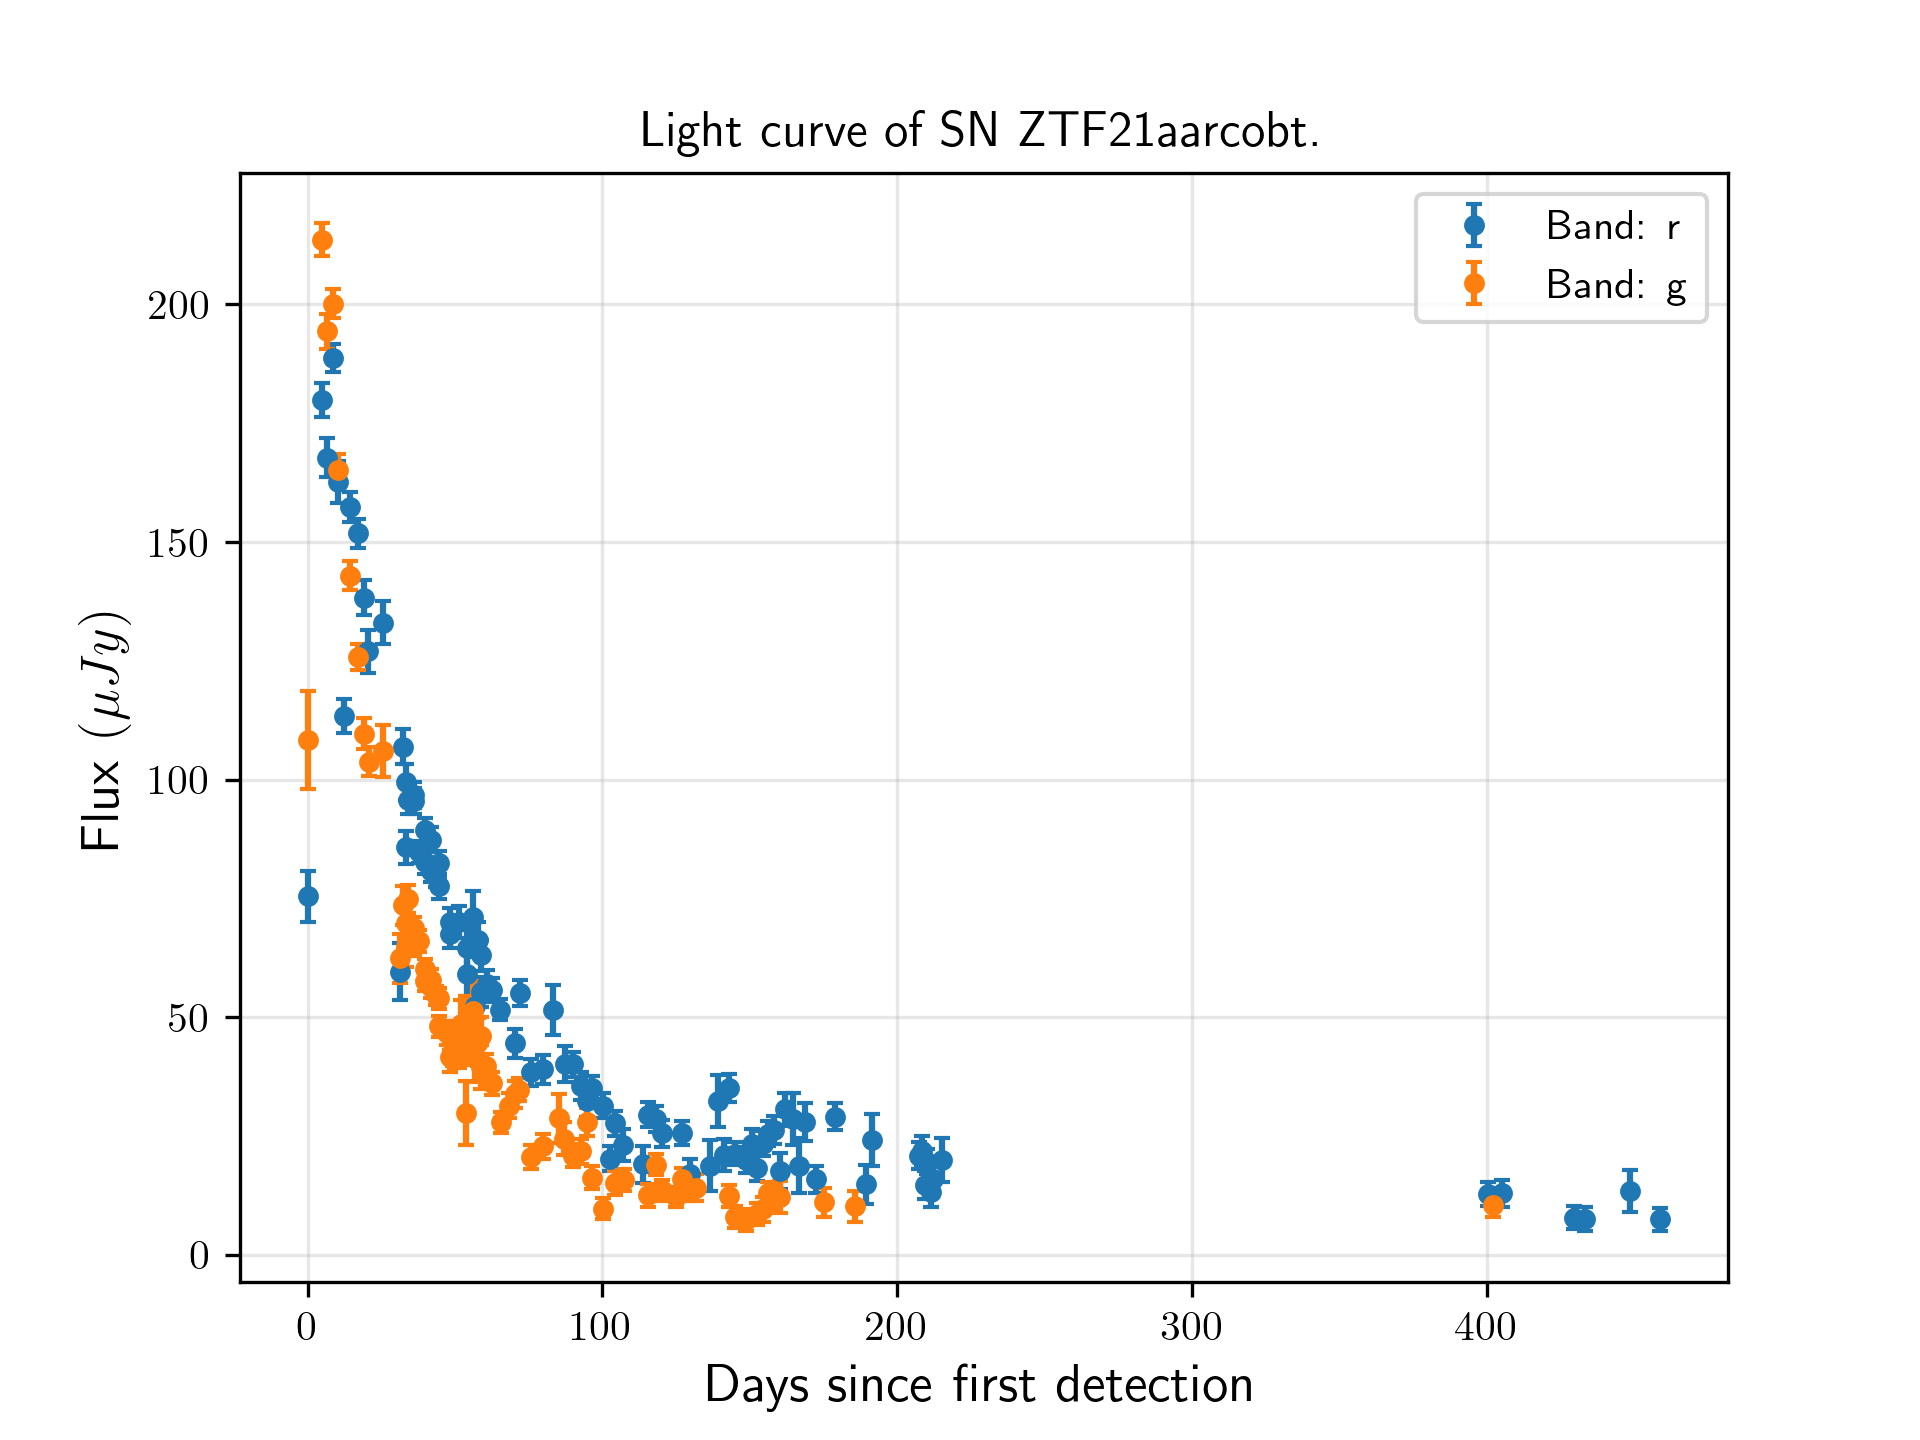 Light curve of SN ZTF21aarcobt.
Band: r
Band: g
200
150
100
50
0
Flux (μJy)
0 100 200 300 400
Days since first detection